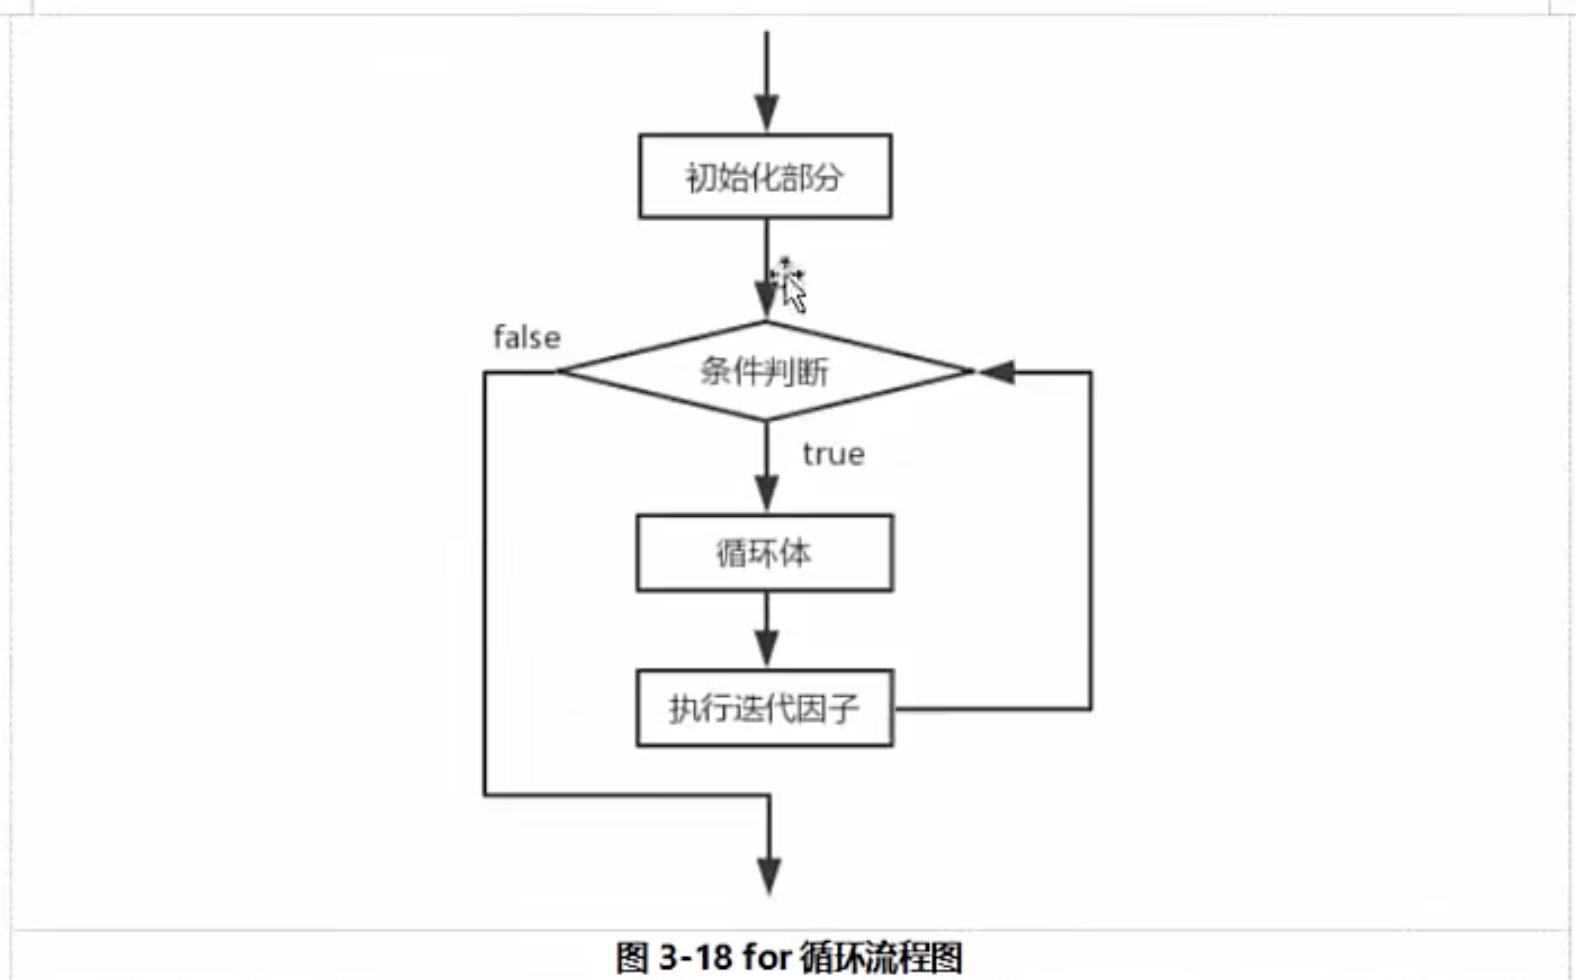 初始化部分
false
条件判断
true
循环体
执行迭代因子
图 3-18 for 循环流程图